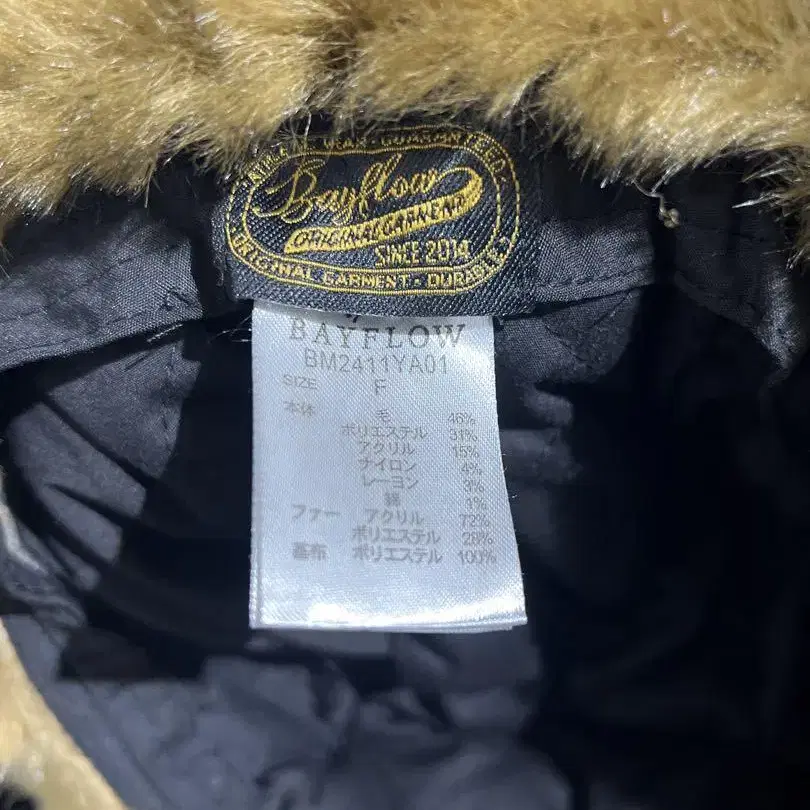 Bayflow
ORIGINAL GARMENT
SINCE 2014
ORIGINAL GARMENT · DURABLE
BAYFLOW
BM2411YA01
SIZE F
本体 毛 46%
ポリエステル 31%
アクリル 15%
ナイロン 4%
レーヨン 3%
綿 1%
ファー アクリル 72%
ポリエステル 28%
基布 ポリエステル 100%